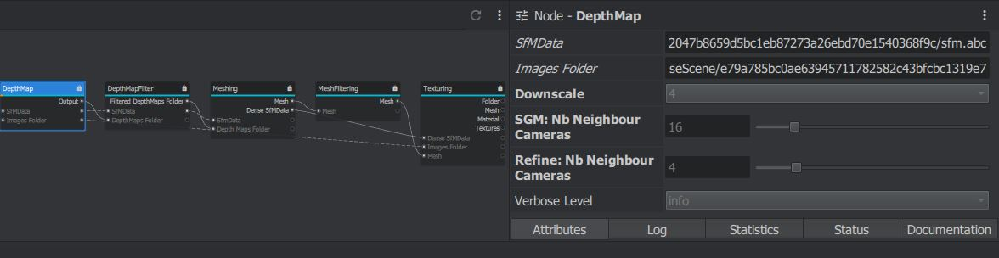 DepthMap
Output
SfMData
Images Folder
DepthMapFilter
Filtered DepthMaps Folder
SfMData
DepthMaps Folder
Meshing
Mesh
Dense SfMData
SfmData
Depth Maps Folder
MeshFiltering
Mesh
Mesh
Texturing
Folder
Mesh
Material
Textures
Dense SfMData
Images Folder
Mesh
Node - DepthMap
SfMData 2047b8659d5bc1eb87273a26ebd70e1540368f9c/sfm.abc
Images Folder seScene/e79a785bc0ae63945711782582c43bfcbc1319e7
Downscale 4
SGM: Nb Neighbour
Cameras
16
Refine: Nb Neighbour
Cameras
4
Verbose Level info
Attributes Log Statistics Status Documentation